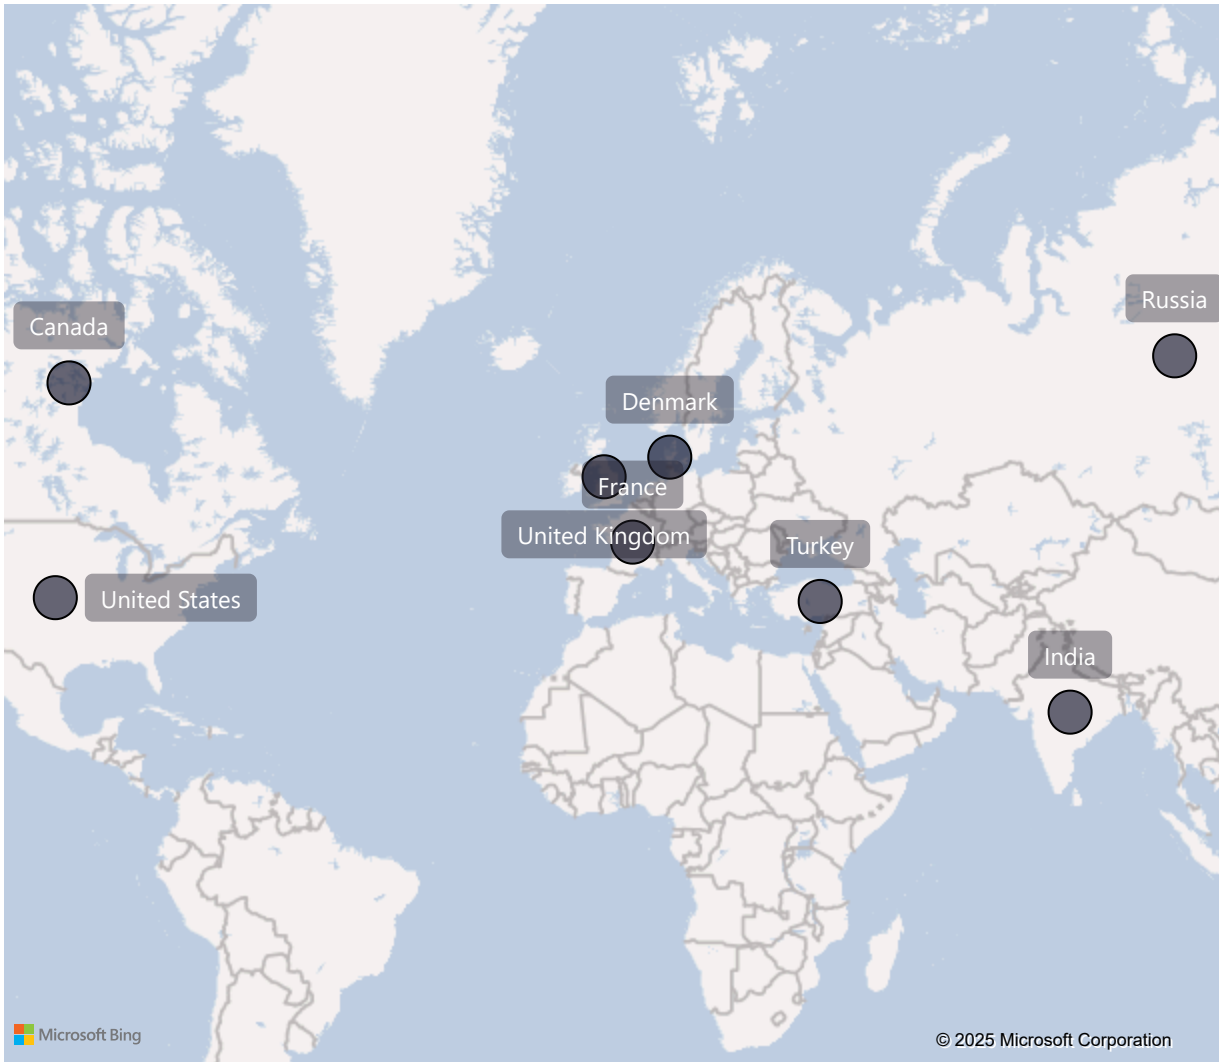 Russia
Canada
Denmark
France
United Kingdom
Turkey
United States
India
Microsoft Bing
© 2025 Microsoft Corporation